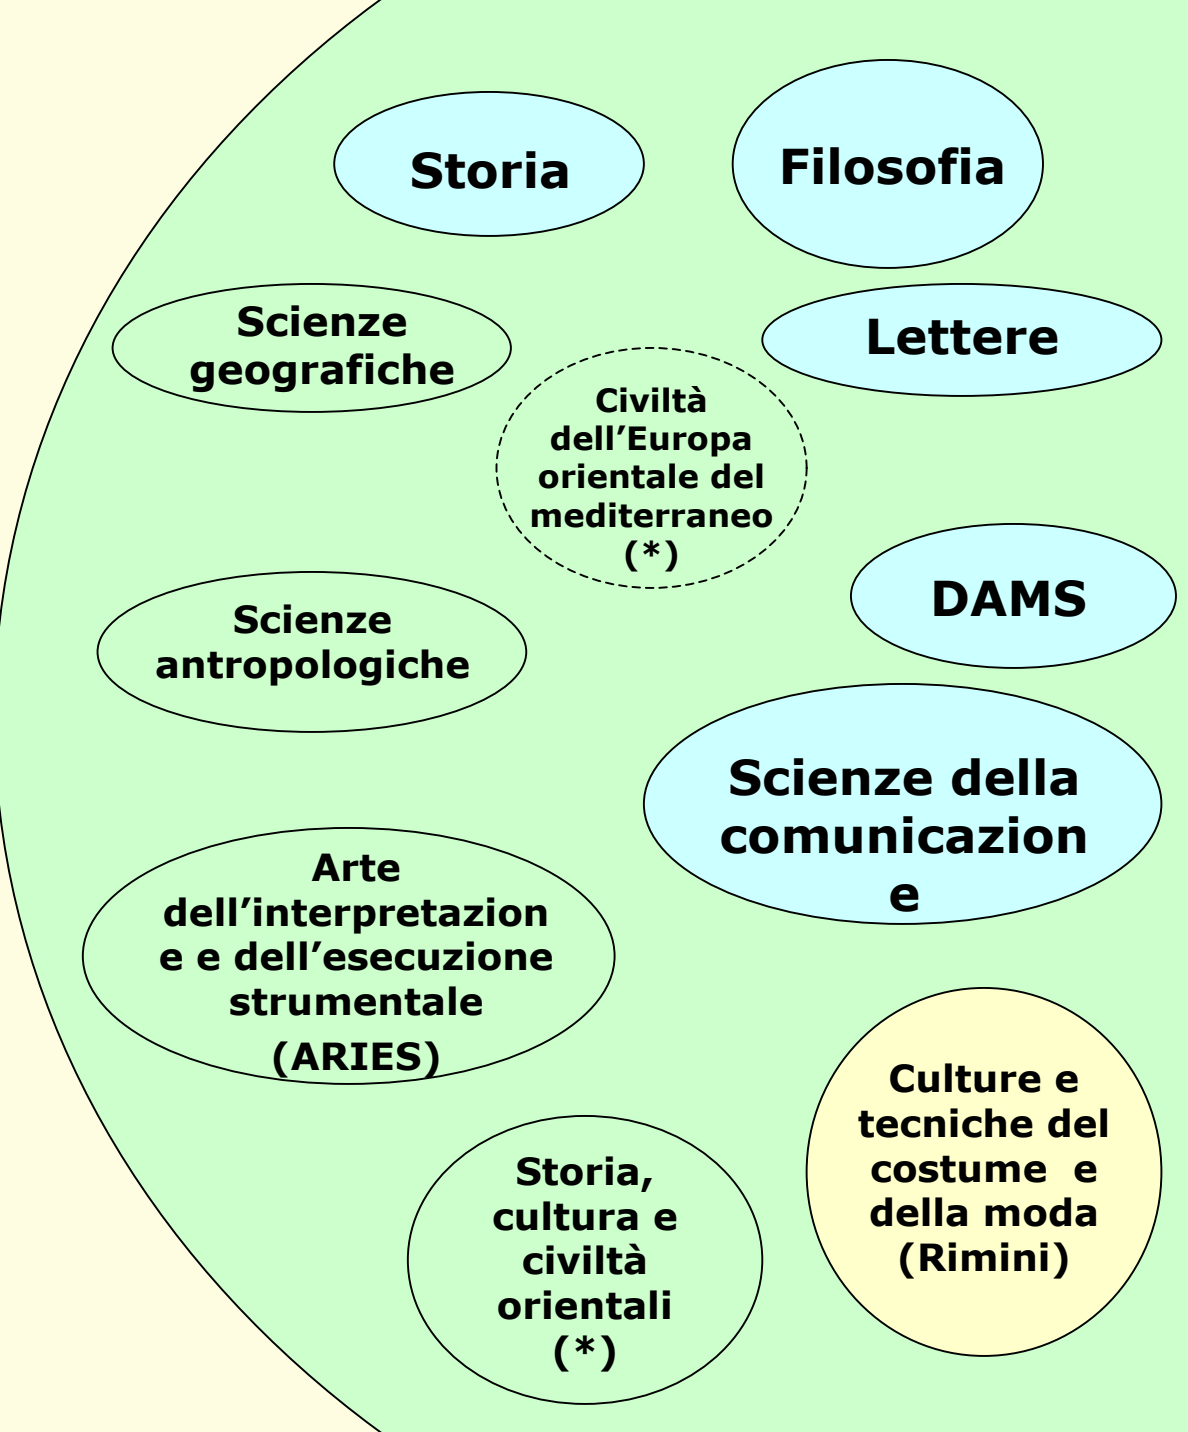 Storia
Filosofia
Scienze
geografiche
Lettere
Civiltà
dell’Europa
orientale del
mediterraneo
(*)
DAMS
Scienze
antropologiche
Scienze della
comunicazion
e
Arte
dell’interpretazion
e e dell’esecuzione
strumentale
(ARIES)
Culture e
tecniche del
costume  e
della moda
(Rimini)
Storia,
cultura e
civiltà
orientali
(*)